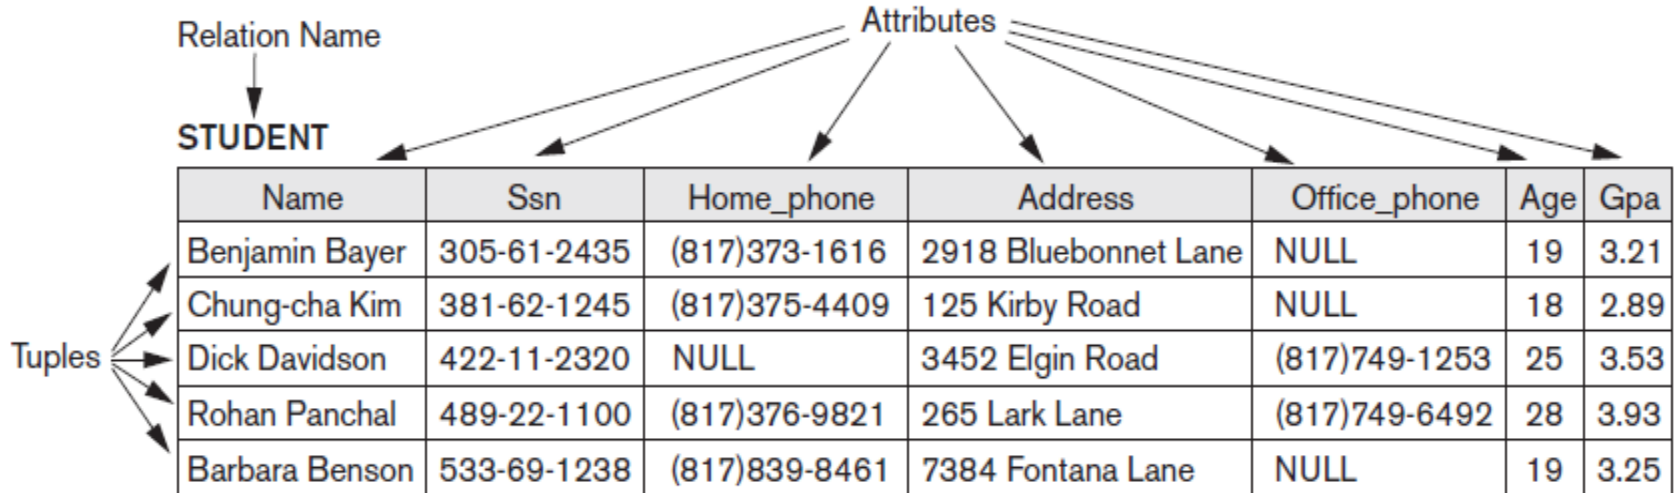 Attributes
Relation Name
STUDENT
Name Ssn Home_phone Address Office_phone Age Gpa
Benjamin Bayer 305-61-2435 (817)373-1616 2918 Bluebonnet Lane NULL 19 3.21
Chung-cha Kim 381-62-1245 (817)375-4409 125 Kirby Road NULL 18 2.89
Tuples Dick Davidson 422-11-2320 NULL 3452 Elgin Road (817)749-1253 25 3.53
Rohan Panchal 489-22-1100 (817)376-9821 265 Lark Lane (817)749-6492 28 3.93
Barbara Benson 533-69-1238 (817)839-8461 7384 Fontana Lane NULL 19 3.25